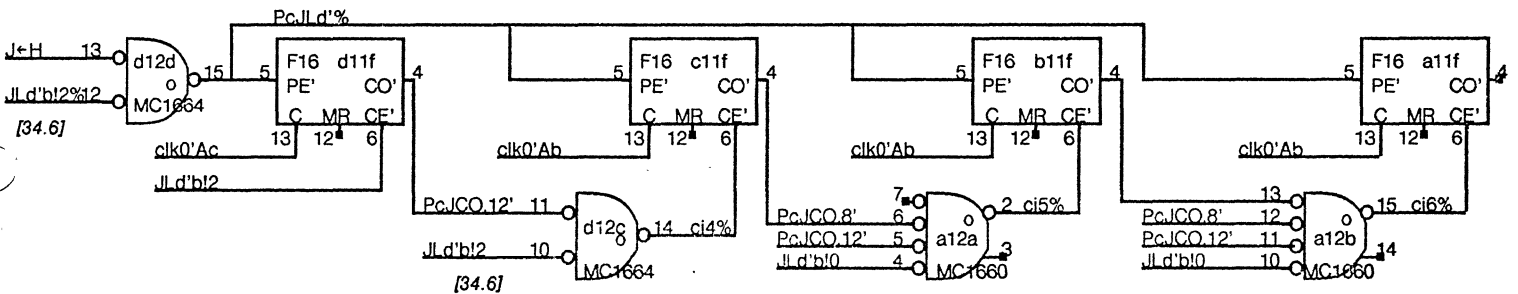 PcJLd'%
J←H 13
d12d
o
15
JLd'b!2% 12
MC1664
[34.6]
5 F16 d11f 4
PE' CO'
C MR CE'
13 12 6
clk0'Ac
JLd'b!2
5 F16 c11f 4
PE' CO'
C MR CE'
13 12 6
clk0'Ab
5 F16 b11f 4
PE' CO'
C MR CE'
13 12 6
clk0'Ab
5 F16 a11f 4
PE' CO'
C MR CE'
13 12 6
clk0'Ab
PcJCO.12' 11
d12c
o
14 ci4%
JLd'b!2 10
MC1664
[34.6]
7
PcJCO.8' 6
PcJCO.12' 5
JLd'b!0 4
o
a12a
MC1660
2 ci5%
3
13
PcJCO.8' 12
PcJCO.12' 11
JLd'b!0 10
o
a12b
MC1660
15 ci6%
14